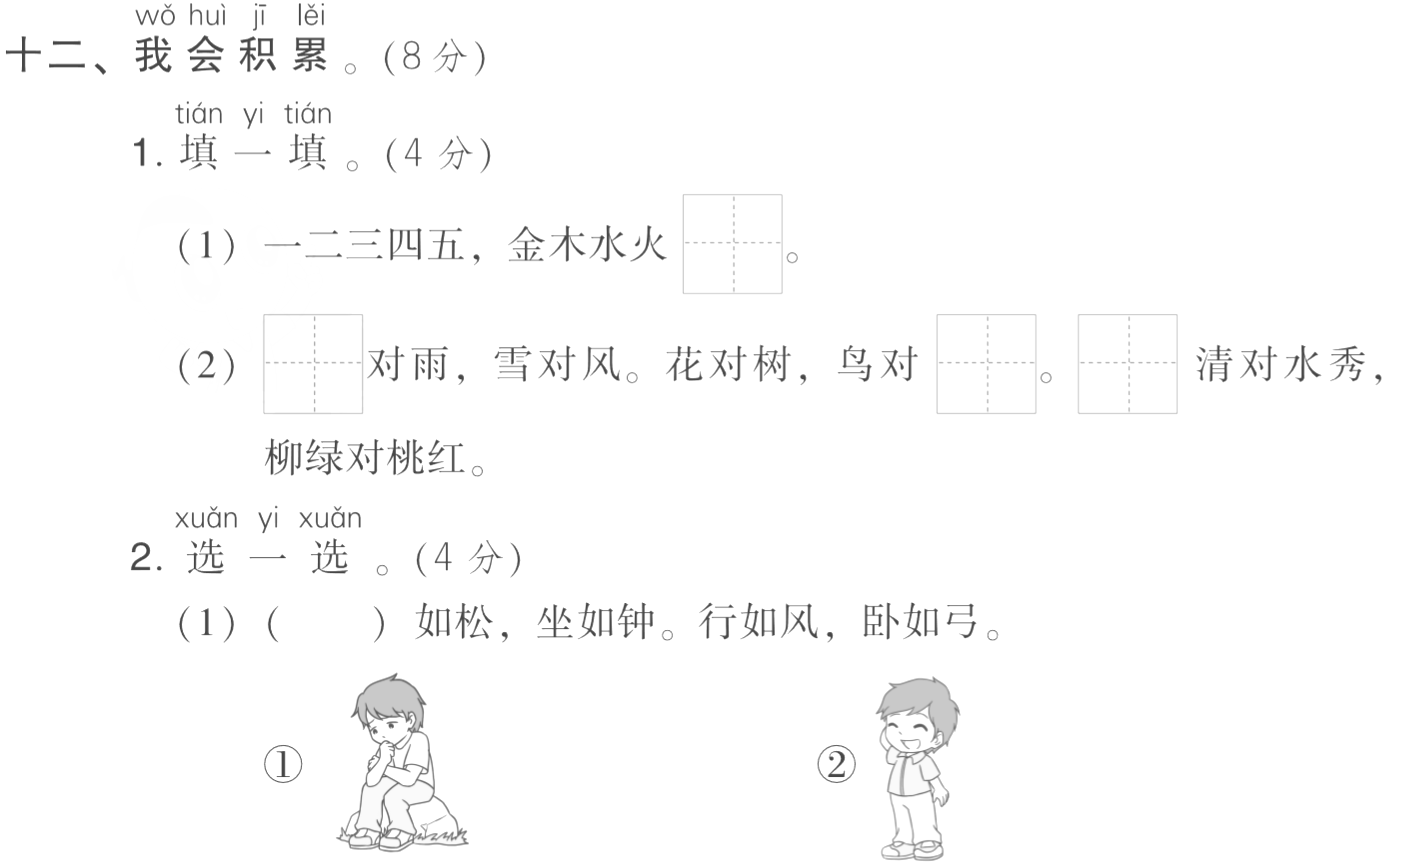 wǒ huì jī lěi
十二、我会积累。(8分)
tián yi tián
1. 填一填。(4分)
(1) 一二三四五，金木水火 。
(2) 对雨，雪对风。花对树，鸟对 。 清对水秀，
柳绿对桃红。
xuǎn yi xuǎn
2. 选一选。(4分)
(1) ( ) 如松，坐如钟。行如风，卧如弓。
① ②